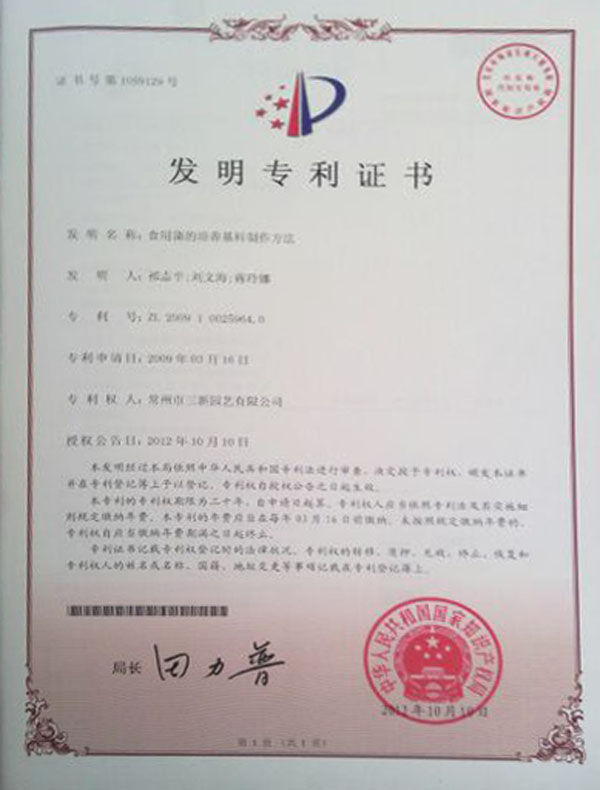 证书号第1059129号
发明专利证书
发 明 名 称：食用菌的培养基料制作方法
发 明 人：祁志平;刘文海;蒋玲娜
专 利 号：ZL 2009 1 0025964.0
专利申请日：2009年03月16日
专 利 权 人：常州市三新园艺有限公司
授权公告日：2012年10月10日
本发明经过本局依照中华人民共和国专利法进行审查，决定授予专利权，颁发本证书
并在专利登记簿上予以登记。专利权自授权公告之日起生效。
本专利的专利权期限为二十年，自申请日起算。专利权人应当依照专利法及其实施细
则规定缴纳年费。本专利的年费应当在每年03月16日前缴纳。未按照规定缴纳年费的，
专利权自应当缴纳年费期满之日起终止。
专利证书记载专利权登记时的法律状况。专利权的转移、质押、无效、终止、恢复和
专利权人的姓名或名称、国籍、地址变更等事项记载在专利登记簿上。
局长 田力普
中华人民共和国国家知识产权局
2012年10月10日
第1页（共1页）